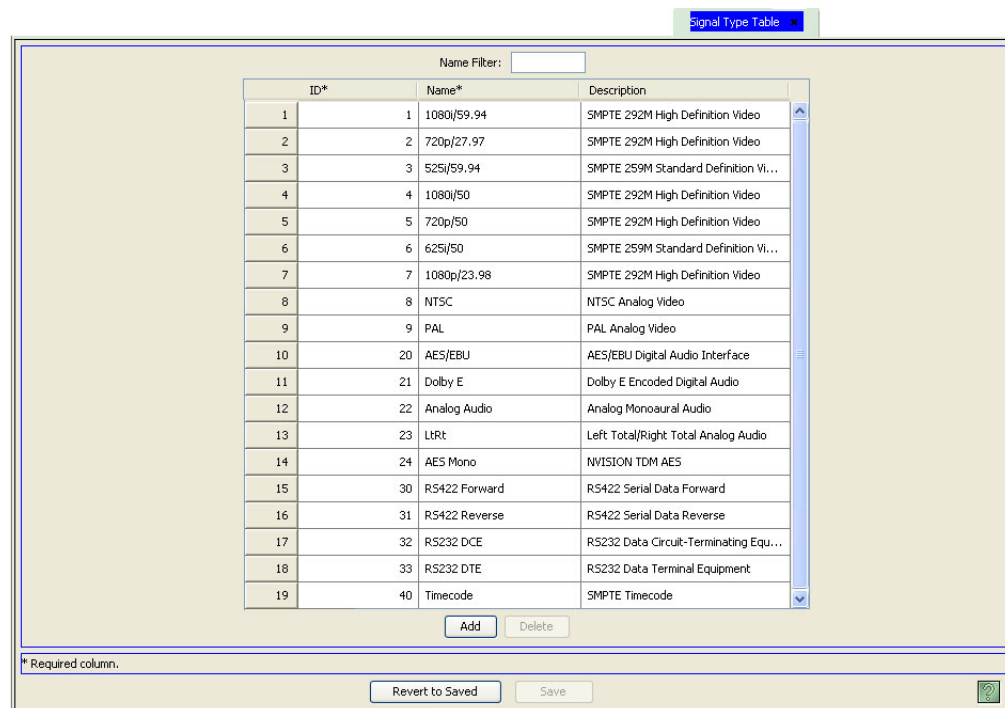 Signal Type Table x
Name Filter:
ID* Name* Description
1 1 1080i/59.94 SMPTE 292M High Definition Video
2 2 720p/27.97 SMPTE 292M High Definition Video
3 3 525i/59.94 SMPTE 259M Standard Definition Vi...
4 4 1080i/50 SMPTE 292M High Definition Video
5 5 720p/50 SMPTE 292M High Definition Video
6 6 625i/50 SMPTE 259M Standard Definition Vi...
7 7 1080p/23.98 SMPTE 292M High Definition Video
8 8 NTSC NTSC Analog Video
9 9 PAL PAL Analog Video
10 20 AES/EBU AES/EBU Digital Audio Interface
11 21 Dolby E Dolby E Encoded Digital Audio
12 22 Analog Audio Analog Monoaural Audio
13 23 LtRt Left Total/Right Total Analog Audio
14 24 AES Mono NVISION TDM AES
15 30 RS422 Forward RS422 Serial Data Forward
16 31 RS422 Reverse RS422 Serial Data Reverse
17 32 RS232 DCE RS232 Data Circuit-Terminating Equ...
18 33 RS232 DTE RS232 Data Terminal Equipment
19 40 Timecode SMPTE Timecode
Add Delete
* Required column.
Revert to Saved Save ?